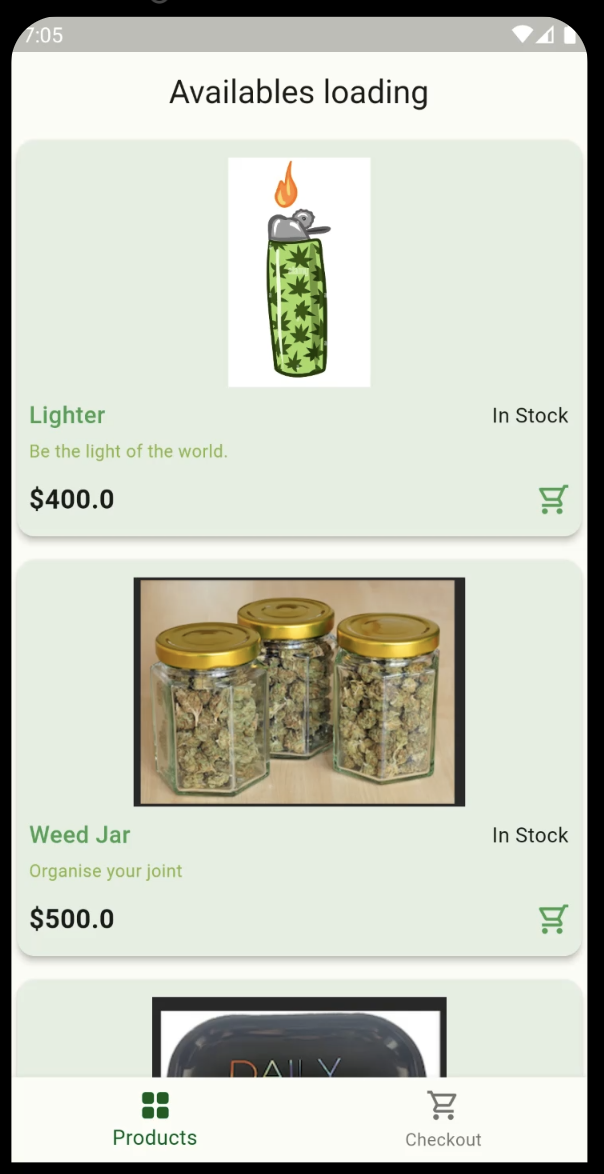 7:05
Availables loading
Lighter
In Stock
Be the light of the world.
$400.0
Weed Jar
In Stock
Organise your joint
$500.0
DAILY
Products
Checkout